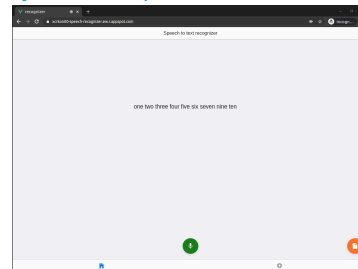 recognizer
Speech to text recognizer
one two three four five six seven nine ten